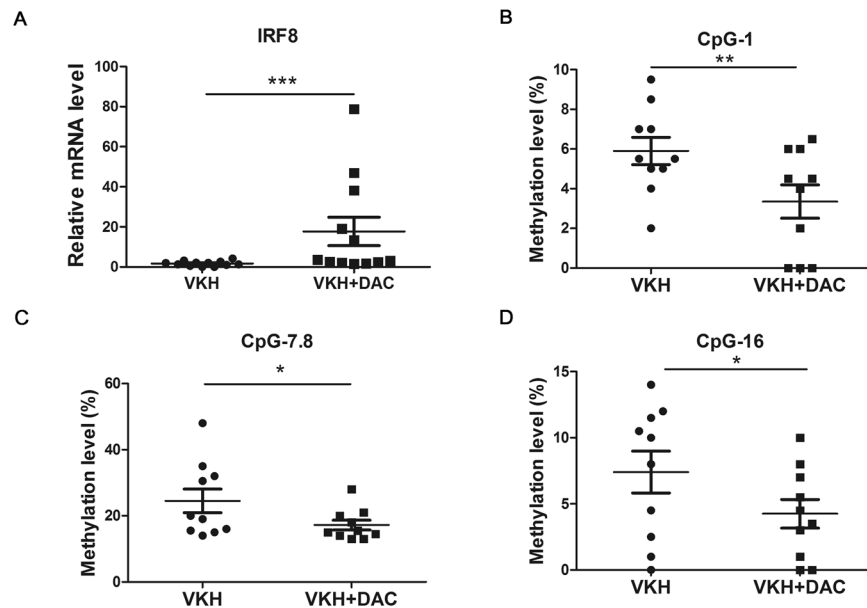 A
IRF8
Relative mRNA level
100
80
60
40
20
0
***
VKH
VKH+DAC
B
CpG-1
Methylation level (%)
10
8
6
4
2
0
**
VKH
VKH+DAC
C
CpG-7.8
Methylation level (%)
60
40
20
0
*
VKH
VKH+DAC
D
CpG-16
Methylation level (%)
15
10
5
0
*
VKH
VKH+DAC